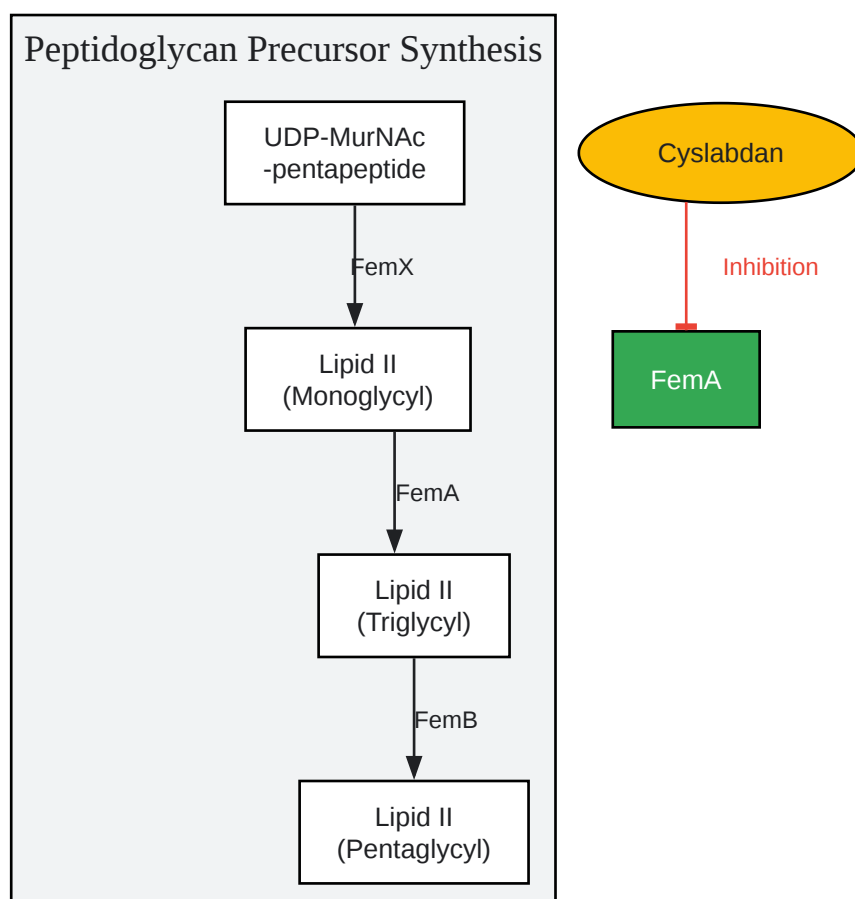 Peptidoglycan Precursor Synthesis
UDP-MurNAc
-pentapeptide
Cyslabdan
FemX
Inhibition
Lipid II
(Monoglycyl)
FemA
FemA
Lipid II
(Triglycyl)
FemB
Lipid II
(Pentaglycyl)